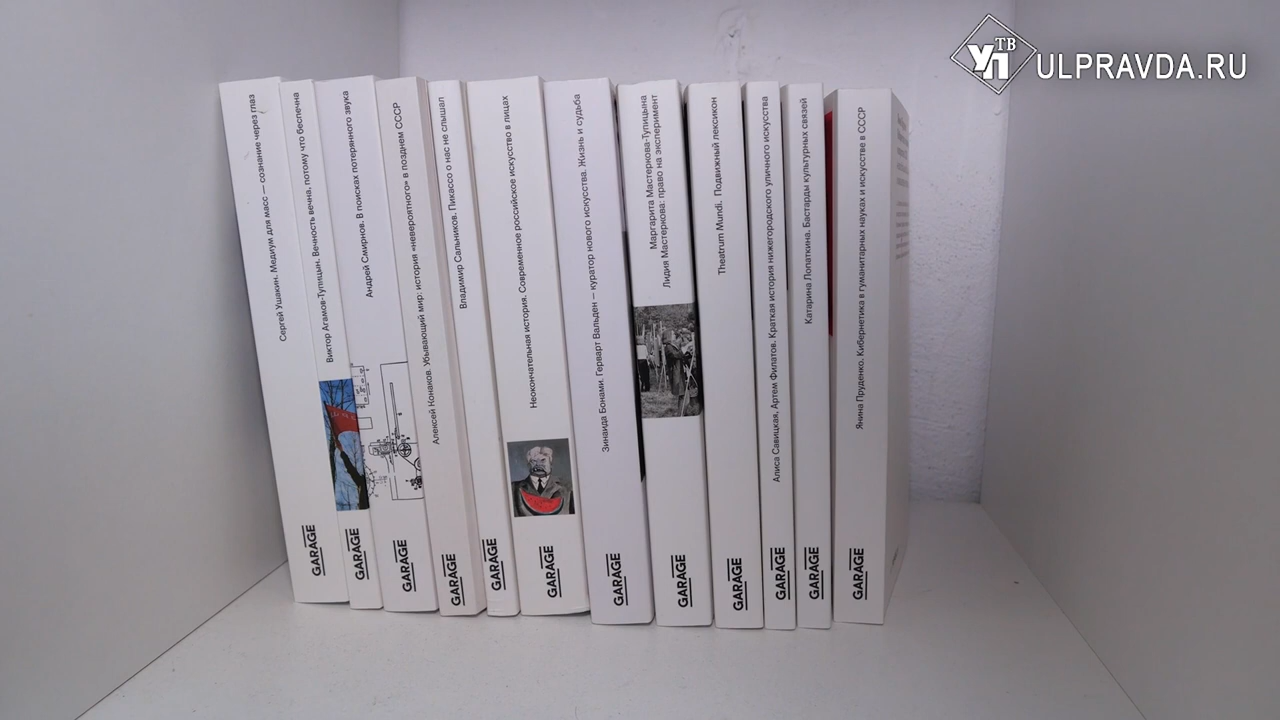 УП
ТВ
ULPRAVDA.RU
Сергей Ушакин. Медиум для масс — сознание через глаз
GARAGE
Виктор Агамов-Тупицын. Вечность вечна, потому что беспечна
GARAGE
Андрей Смирнов. В поисках потерянного звука
GARAGE
Алексей Конаков. Убывающий мир: история «невероятного» в позднем СССР
GARAGE
Владимир Сальников. Пикассо о нас не слышал
GARAGE
Неокончательная история. Современное российское искусство в лицах
GARAGE
Зинаида Бонами. Герварт Вальден — куратор нового искусства. Жизнь и судьба
GARAGE
Маргарита Мастеркова-Тупицына
Лидия Мастеркова: право на эксперимент
GARAGE
Theatrum Mundi. Подвижный лексикон
GARAGE
Алиса Савицкая, Артем Филатов. Краткая история нижегородского уличного искусства
GARAGE
Катарина Лопаткина. Бастарды культурных связей
GARAGE
Янина Пруденко. Кибернетика в гуманитарных науках и искусстве в СССР
GARAGE